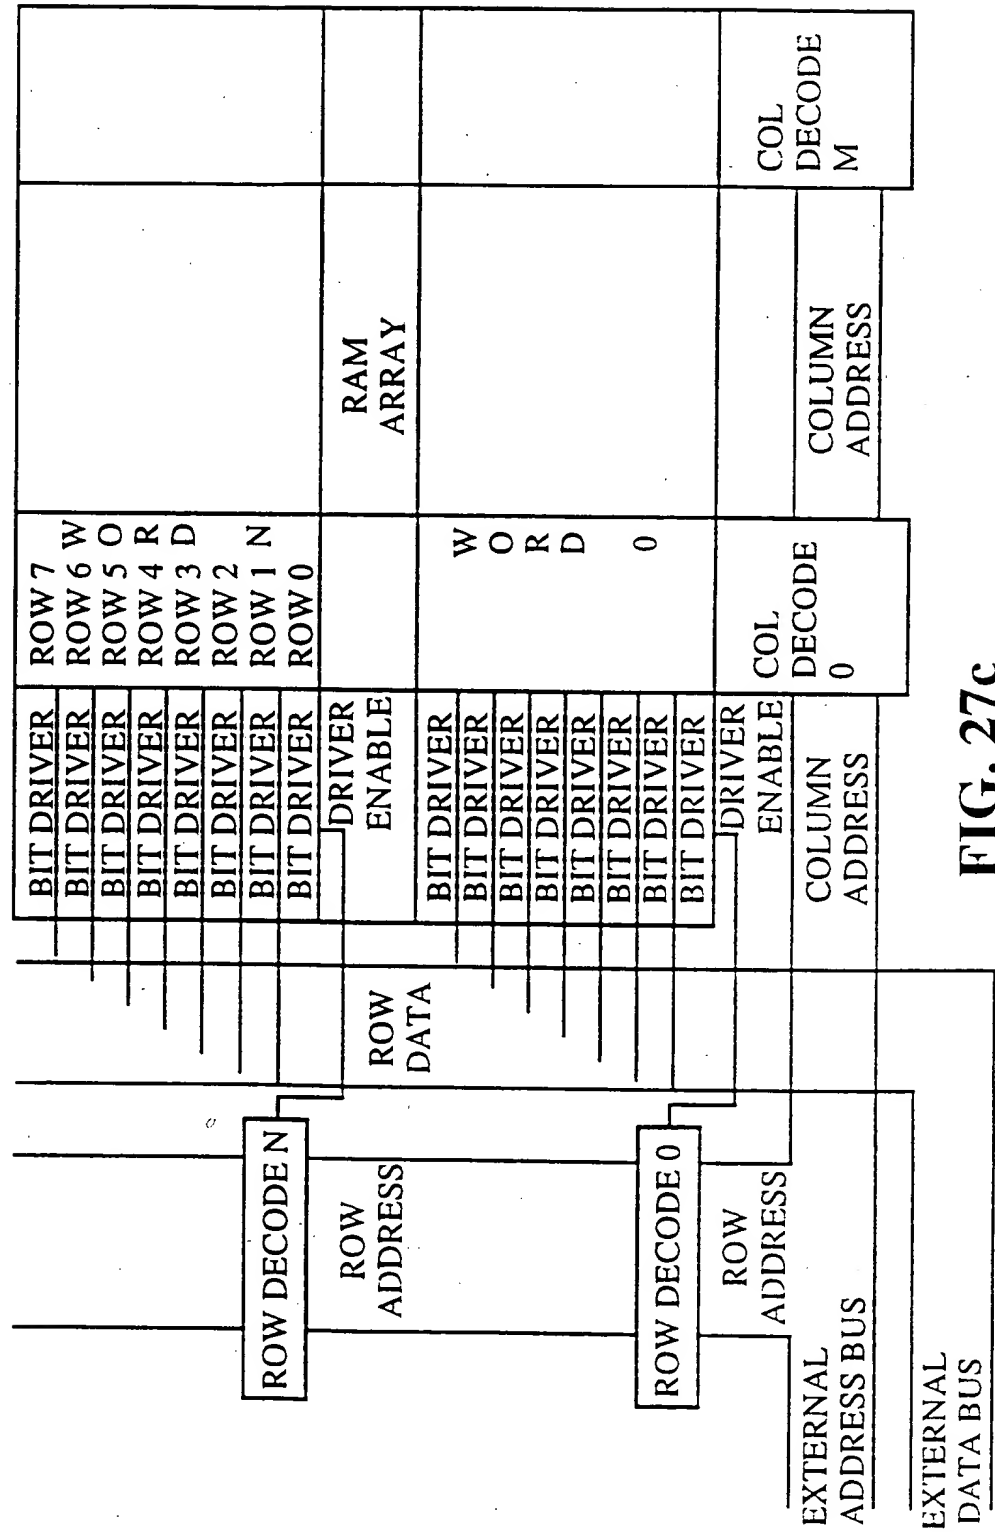 ROW 7
ROW 6
ROW 5
ROW 4
ROW 3
ROW 2
ROW 1
ROW 0
W
O
R
D
N
BIT DRIVER
BIT DRIVER
BIT DRIVER
BIT DRIVER
BIT DRIVER
BIT DRIVER
BIT DRIVER
BIT DRIVER
DRIVER
ENABLE
RAM
ARRAY
ROW DECODE N
ROW
DATA
ROW
ADDRESS
BIT DRIVER
BIT DRIVER
BIT DRIVER
BIT DRIVER
BIT DRIVER
BIT DRIVER
BIT DRIVER
BIT DRIVER
W
O
R
D
0
ROW DECODE 0
DRIVER
ENABLE
ROW
ADDRESS
COL
DECODE
0
COL
DECODE
M
EXTERNAL
ADDRESS BUS
COLUMN
ADDRESS
COLUMN
ADDRESS
EXTERNAL
DATA BUS
FIG. 27c